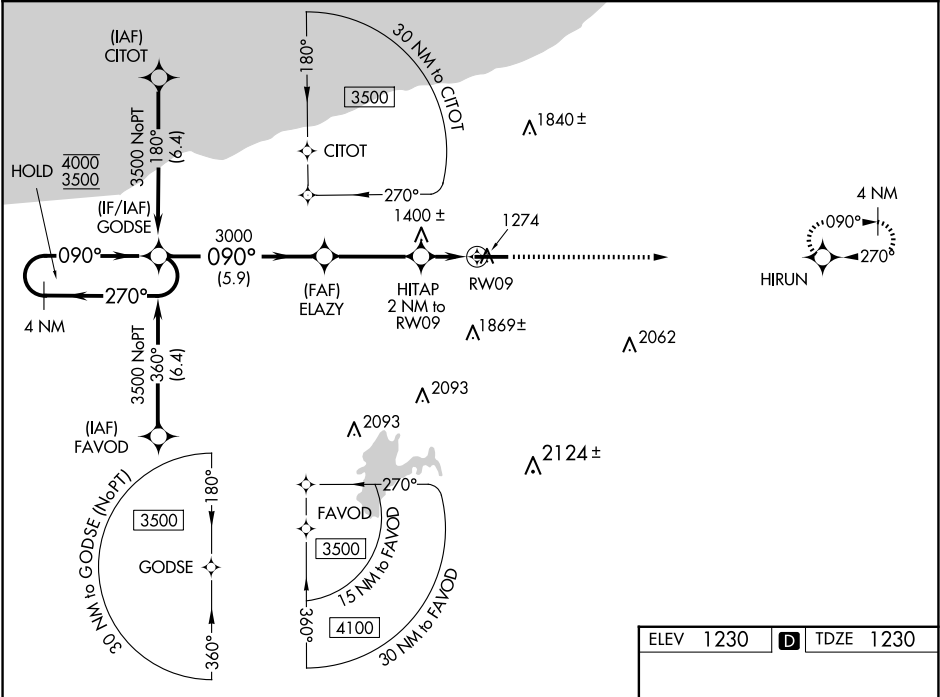 (IAF)
CITOT
3500 NoPT
180°
(6.4)
180°
30 NM to CITOT
3500
CITOT
270°
1840 ±
HOLD
4000
3500
(IF/IAF)
GODSE
090°
270°
4 NM
3000
090°
(5.9)
(FAF)
ELAZY
1400 ±
HITAP
2 NM to
RW09
1274
RW09
4 NM
090°
270°
HIRUN
1869 ±
2062
2093
2093
2124 ±
3500 NoPT
360°
(6.4)
(IAF)
FAVOD
30 NM to GODSE (NoPT)
180°
3500
GODSE
360°
270°
FAVOD
3500
15 NM to FAVOD
360°
4100
30 NM to FAVOD
ELEV 1230 D TDZE 1230